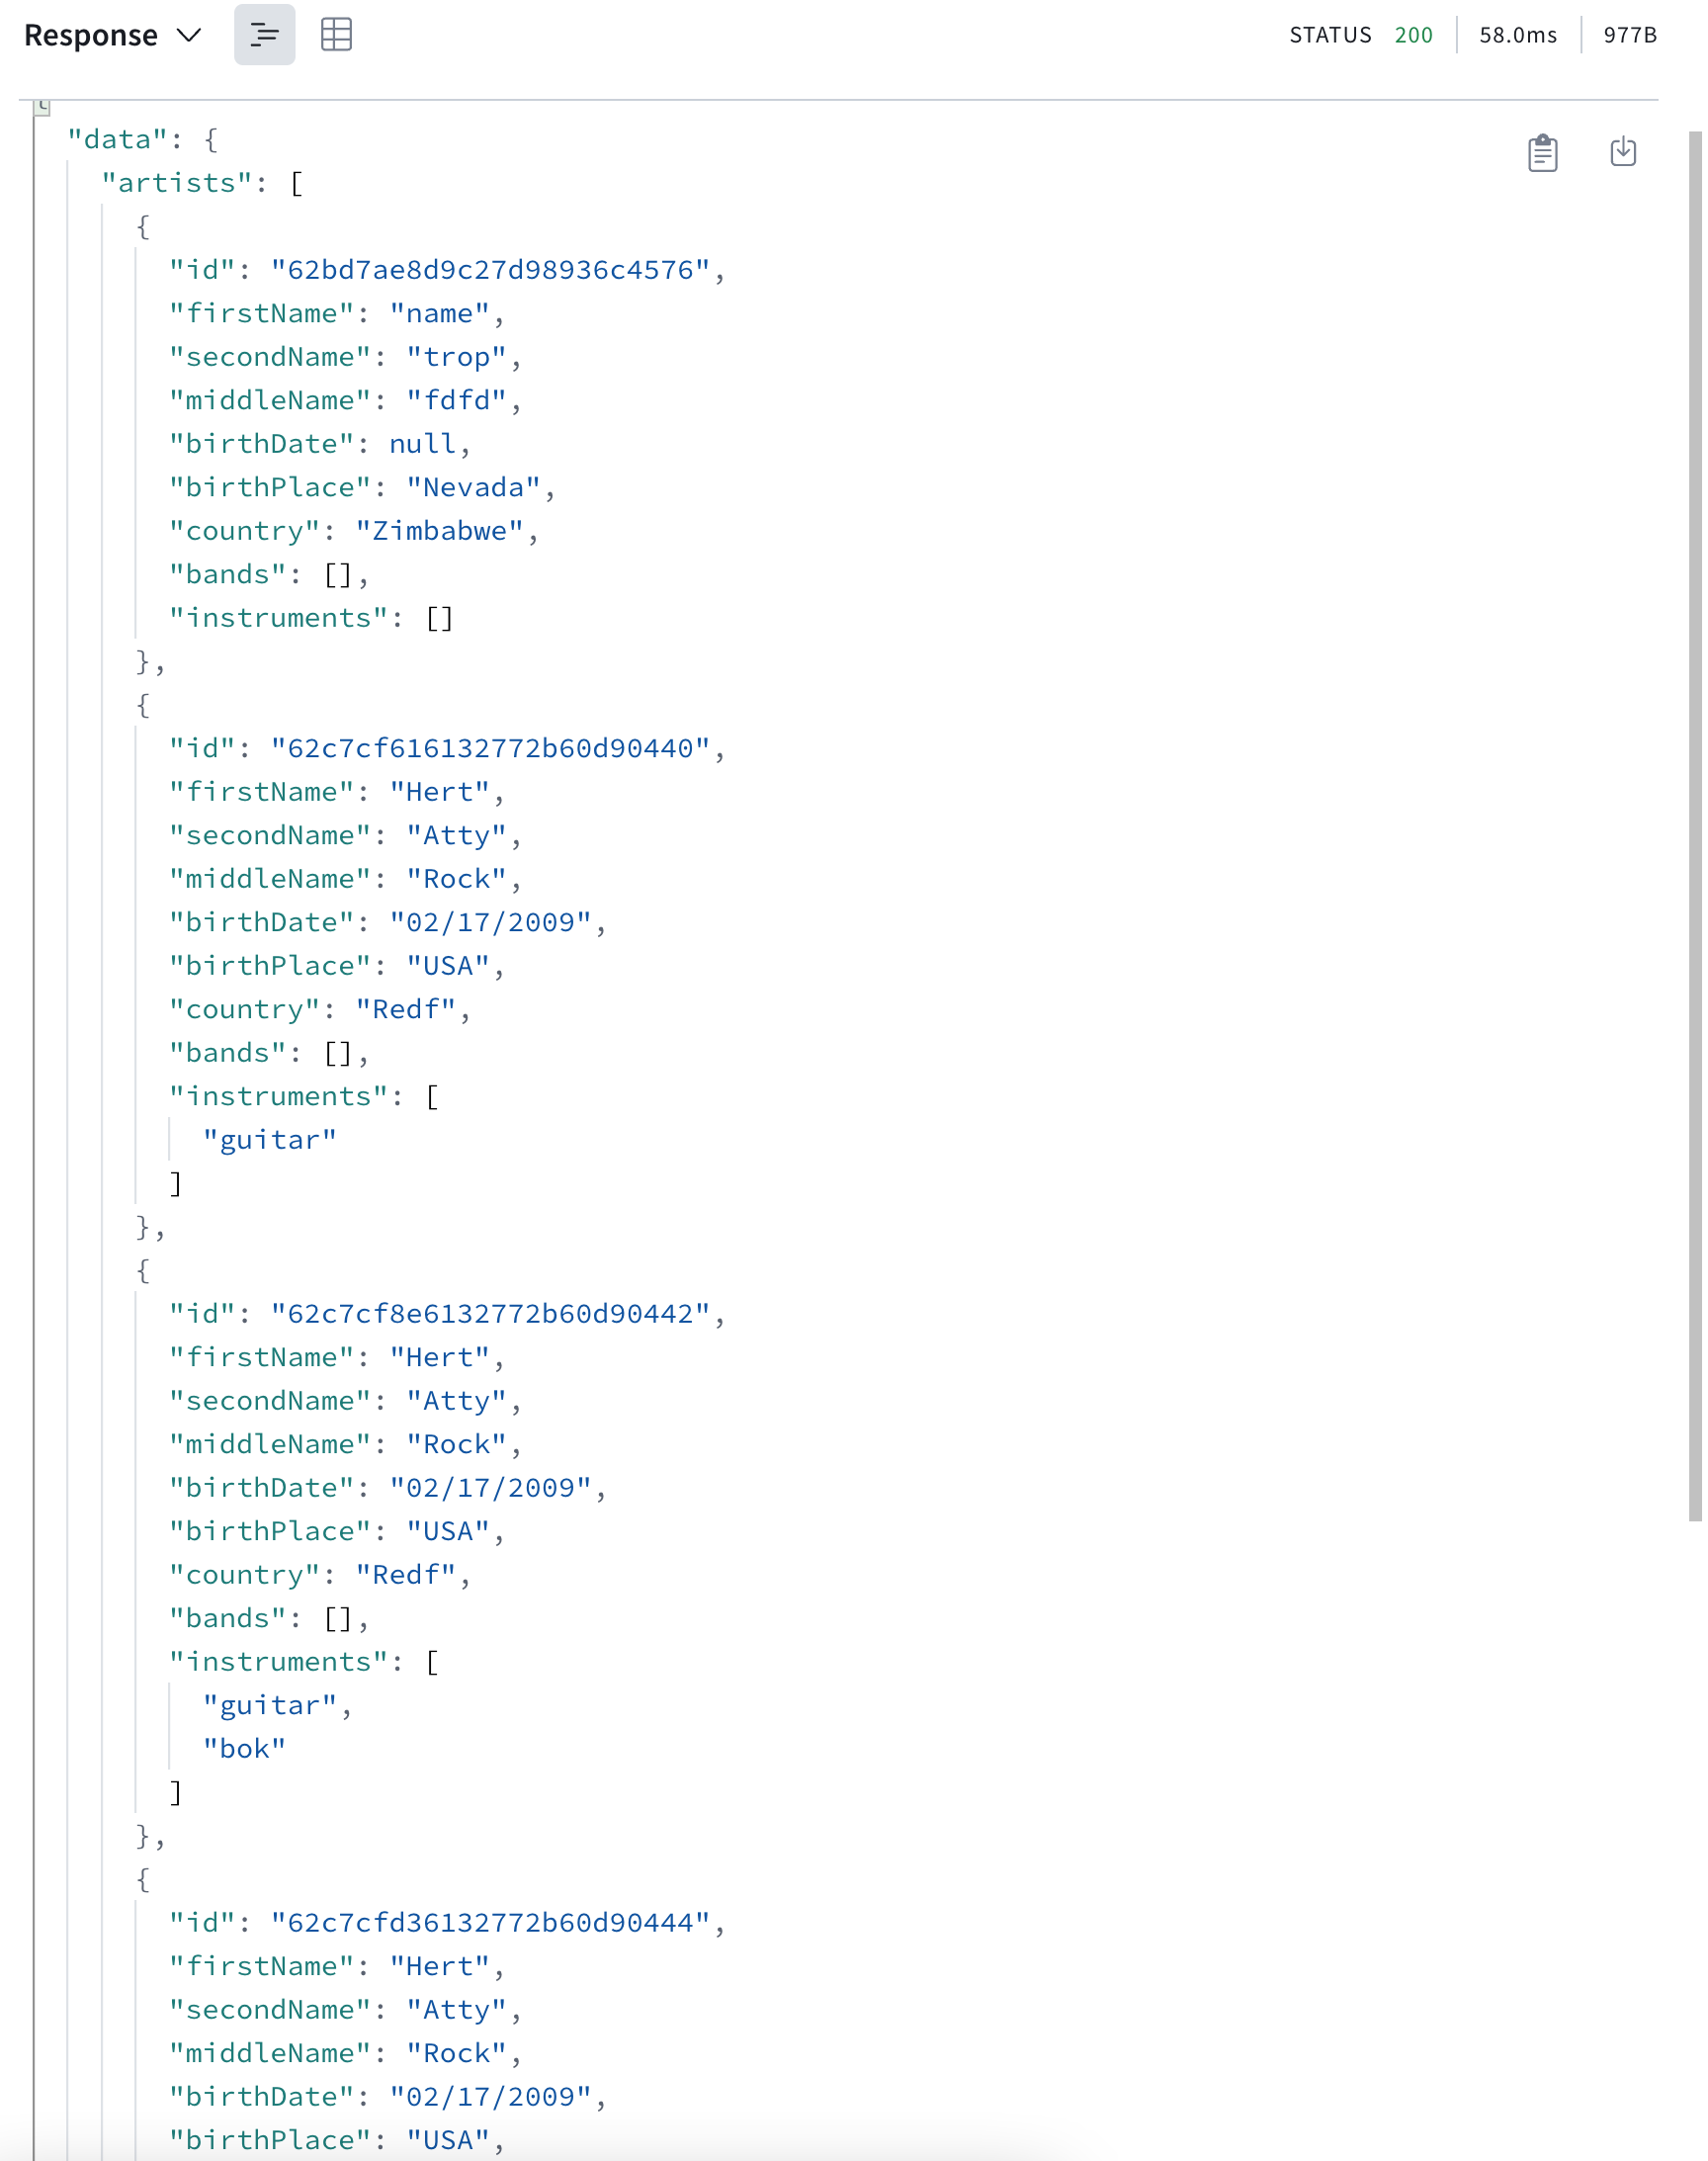 Response STATUS 200 58.0ms 977B
"data": {
"artists": [
{
"id": "62bd7ae8d9c27d98936c4576",
"firstName": "name",
"secondName": "trop",
"middleName": "fdfd",
"birthDate": null,
"birthPlace": "Nevada",
"country": "Zimbabwe",
"bands": [],
"instruments": []
},
{
"id": "62c7cf616132772b60d90440",
"firstName": "Hert",
"secondName": "Atty",
"middleName": "Rock",
"birthDate": "02/17/2009",
"birthPlace": "USA",
"country": "Redf",
"bands": [],
"instruments": [
"guitar"
]
},
{
"id": "62c7cf8e6132772b60d90442",
"firstName": "Hert",
"secondName": "Atty",
"middleName": "Rock",
"birthDate": "02/17/2009",
"birthPlace": "USA",
"country": "Redf",
"bands": [],
"instruments": [
"guitar",
"bok"
]
},
{
"id": "62c7cfd36132772b60d90444",
"firstName": "Hert",
"secondName": "Atty",
"middleName": "Rock",
"birthDate": "02/17/2009",
"birthPlace": "USA",